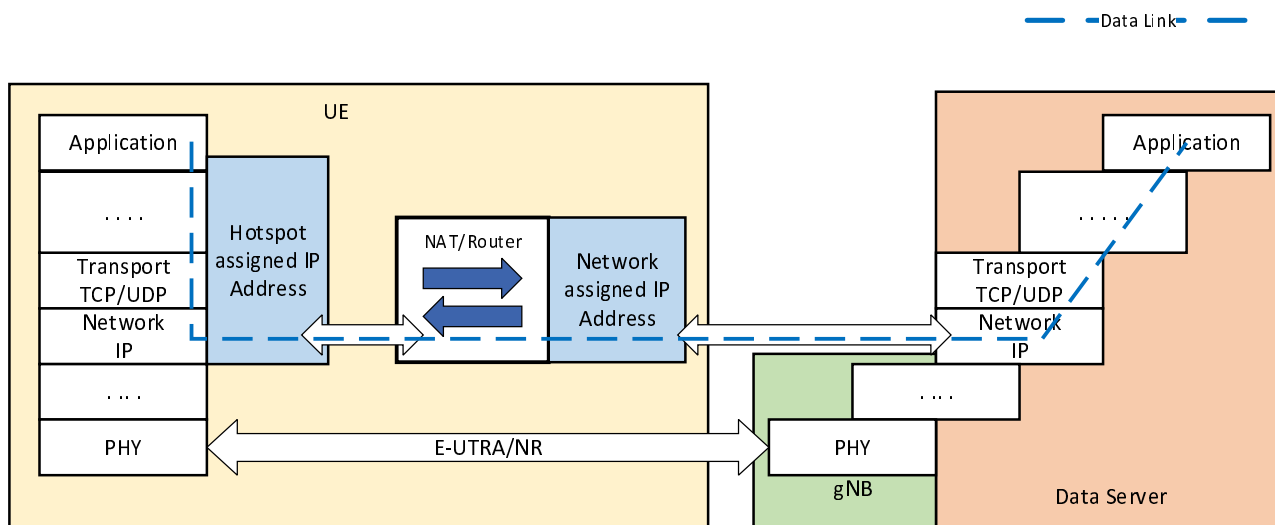 Data Link
UE
Application
. . . .
Transport
TCP/UDP
Network
IP
. . . .
PHY
Hotspot
assigned IP
Address
NAT/Router
Network
assigned IP
Address
E-UTRA/NR
Application
. . . . .
Transport
TCP/UDP
Network
IP
. . . .
PHY
gNB
Data Server